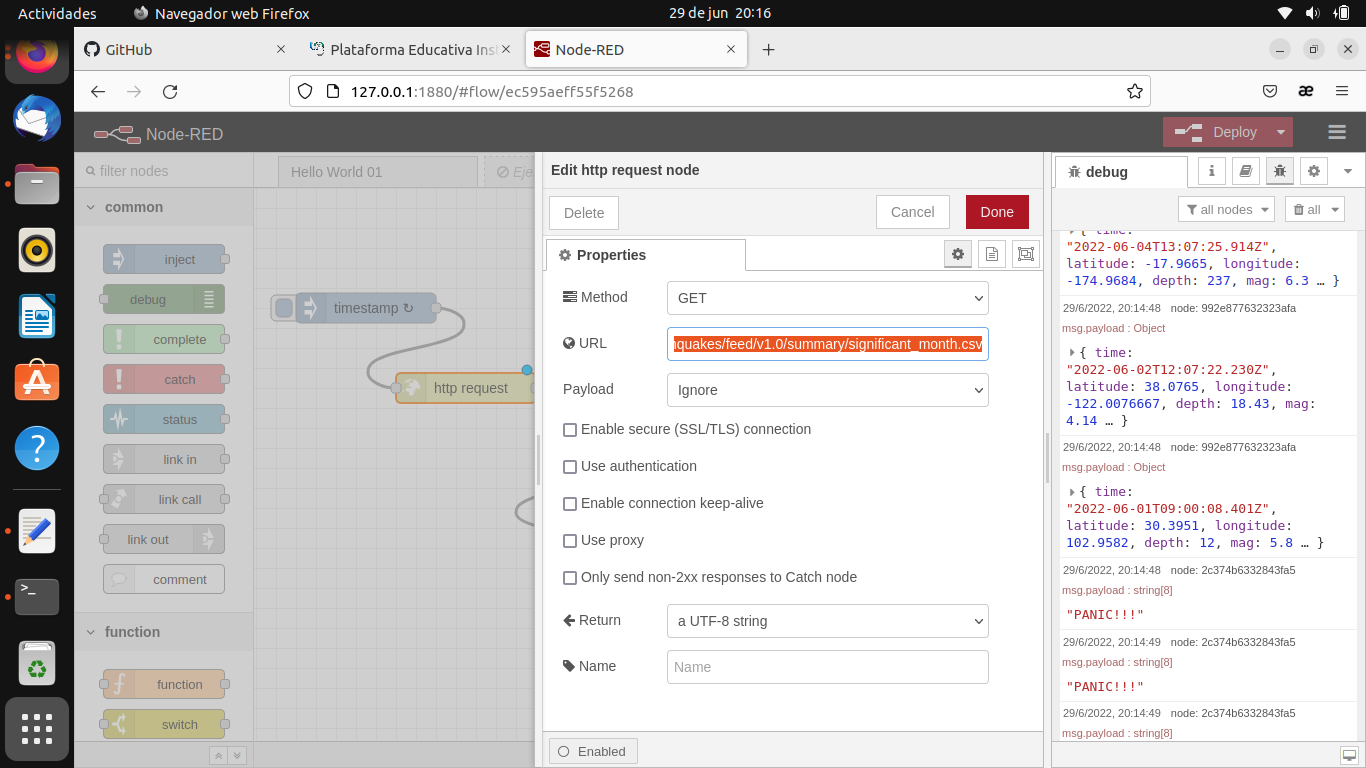 Actividades
Navegador web Firefox
29 de jun 20:16
GitHub
Plataforma Educativa Ins
Node-RED
127.0.0.1:1880/#flow/ec595aeff55f5268
Node-RED
Deploy
filter nodes
common
inject
debug
complete
catch
status
link in
link call
link out
comment
function
function
switch
Hello World 01
Eje
timestamp ↻
http request
Edit http request node
Delete
Cancel
Done
Properties
Method
GET
URL
quakes/feed/v1.0/summary/significant_month.csv
Payload
Ignore
Enable secure (SSL/TLS) connection
Use authentication
Enable connection keep-alive
Use proxy
Only send non-2xx responses to Catch node
Return
a UTF-8 string
Name
Name
Enabled
debug
all nodes
all
{ time:
"2022-06-04T13:07:25.914Z",
latitude: -17.9665, longitude:
-174.9684, depth: 237, mag: 6.3 … }
29/6/2022, 20:14:48 node: 992e877632323afa
msg.payload : Object
{ time:
"2022-06-02T12:07:22.230Z",
latitude: 38.0765, longitude:
-122.0076667, depth: 18.43, mag:
4.14 … }
29/6/2022, 20:14:48 node: 992e877632323afa
msg.payload : Object
{ time:
"2022-06-01T09:00:08.401Z",
latitude: 30.3951, longitude:
102.9582, depth: 12, mag: 5.8 … }
29/6/2022, 20:14:48 node: 2c374b6332843fa5
msg.payload : string[8]
"PANIC!!!"
29/6/2022, 20:14:49 node: 2c374b6332843fa5
msg.payload : string[8]
"PANIC!!!"
29/6/2022, 20:14:49 node: 2c374b6332843fa5
msg.payload : string[8]